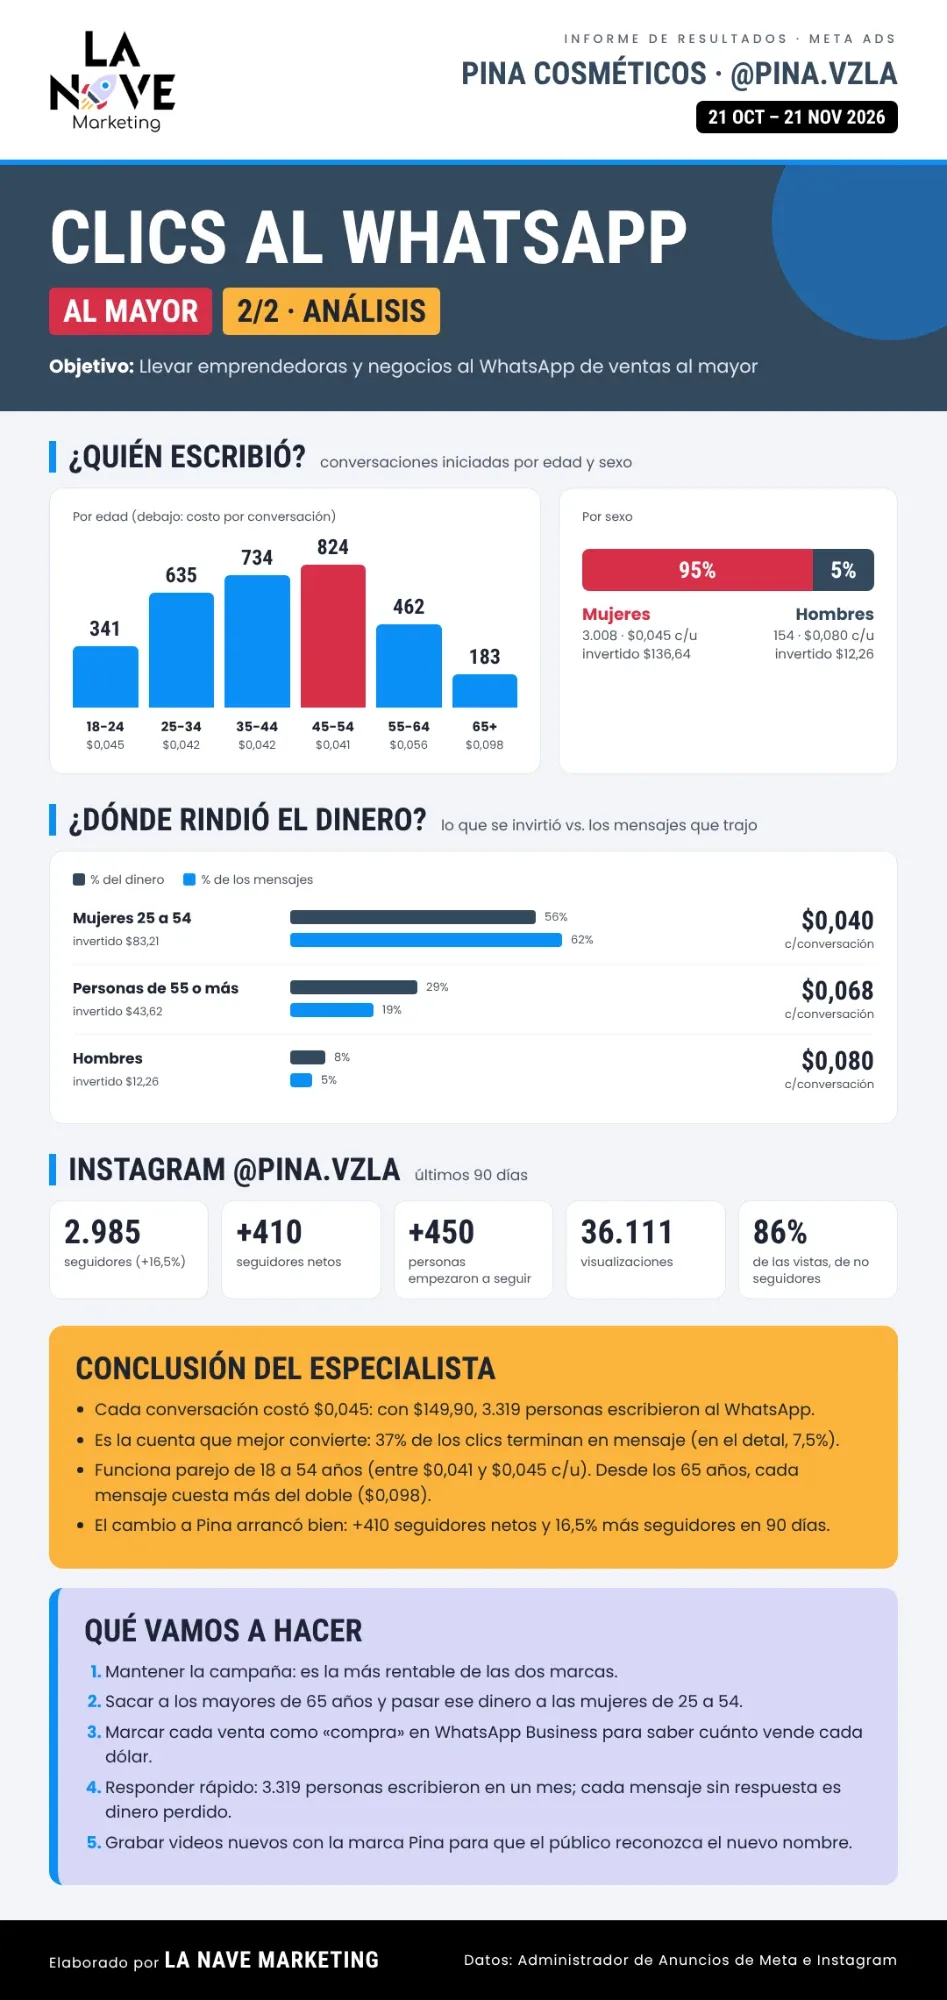 LA
NAVE
Marketing
INFORME DE RESULTADOS · META ADS
PINA COSMÉTICOS · @PINA.VZLA
21 OCT – 21 NOV 2026
CLICS AL WHATSAPP
AL MAYOR
2/2 · ANÁLISIS
Objetivo: Llevar emprendedoras y negocios al WhatsApp de ventas al mayor
¿QUIÉN ESCRIBIÓ? conversaciones iniciadas por edad y sexo
Por edad (debajo: costo por conversación)
341 635 734 824 462 183
18-24 25-34 35-44 45-54 55-64 65+
$0,045 $0,042 $0,042 $0,041 $0,056 $0,098
Por sexo
95% 5%
Mujeres Hombres
3.008 · $0,045 c/u 154 · $0,080 c/u
invertido $136,64 invertido $12,26
¿DÓNDE RINDIÓ EL DINERO? lo que se invirtió vs. los mensajes que trajo
% del dinero % de los mensajes
Mujeres 25 a 54 56% $0,040
invertido $83,21 62% c/conversación
Personas de 55 o más 29% $0,068
invertido $43,62 19% c/conversación
Hombres 8% $0,080
invertido $12,26 5% c/conversación
INSTAGRAM @PINA.VZLA últimos 90 días
2.985
seguidores (+16,5%)
+410
seguidores netos
+450
personas
empezaron a seguir
36.111
visualizaciones
86%
de las vistas, de no
seguidores
CONCLUSIÓN DEL ESPECIALISTA
• Cada conversación costó $0,045: con $149,90, 3.319 personas escribieron al WhatsApp.
• Es la cuenta que mejor convierte: 37% de los clics terminan en mensaje (en el detal, 7,5%).
• Funciona parejo de 18 a 54 años (entre $0,041 y $0,045 c/u). Desde los 65 años, cada
mensaje cuesta más del doble ($0,098).
• El cambio a Pina arrancó bien: +410 seguidores netos y 16,5% más seguidores en 90 días.
QUÉ VAMOS A HACER
1. Mantener la campaña: es la más rentable de las dos marcas.
2. Sacar a los mayores de 65 años y pasar ese dinero a las mujeres de 25 a 54.
3. Marcar cada venta como «compra» en WhatsApp Business para saber cuánto vende cada
dólar.
4. Responder rápido: 3.319 personas escribieron en un mes; cada mensaje sin respuesta es
dinero perdido.
5. Grabar videos nuevos con la marca Pina para que el público reconozca el nuevo nombre.
Elaborado por LA NAVE MARKETING
Datos: Administrador de Anuncios de Meta e Instagram